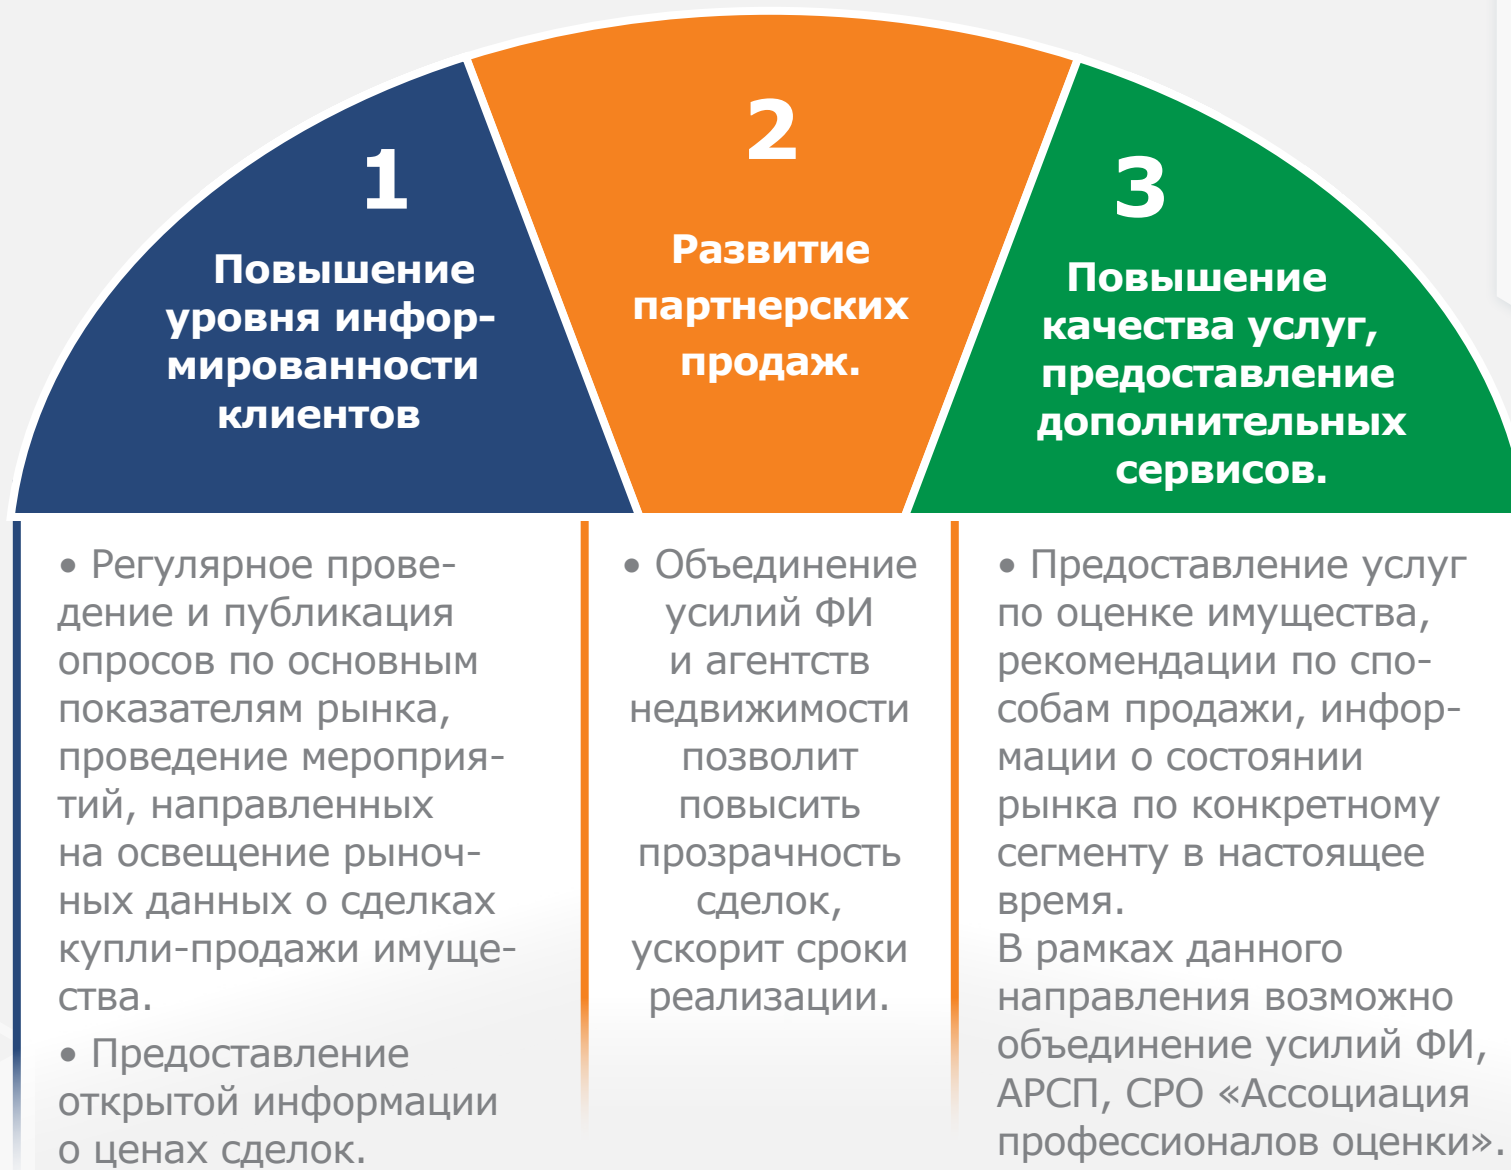 1
Повышение
уровня инфор-
мированности
клиентов
2
Развитие
партнерских
продаж.
3
Повышение
качества услуг,
предоставление
дополнительных
сервисов.
• Регулярное прове-
дение и публикация
опросов по основным
показателям рынка,
проведение мероприя-
тий, направленных
на освещение рыноч-
ных данных о сделках
купли-продажи имуще-
ства.
• Предоставление
открытой информации
о ценах сделок.
• Объединение
усилий ФИ
и агентств
недвижимости
позволит
повысить
прозрачность
сделок,
ускорит сроки
реализации.
• Предоставление услуг
по оценке имущества,
рекомендации по спо-
собам продажи, инфор-
мации о состоянии
рынка по конкретному
сегменту в настоящее
время.
В рамках данного
направления возможно
объединение усилий ФИ,
АРСП, СРО «Ассоциация
профессионалов оценки».